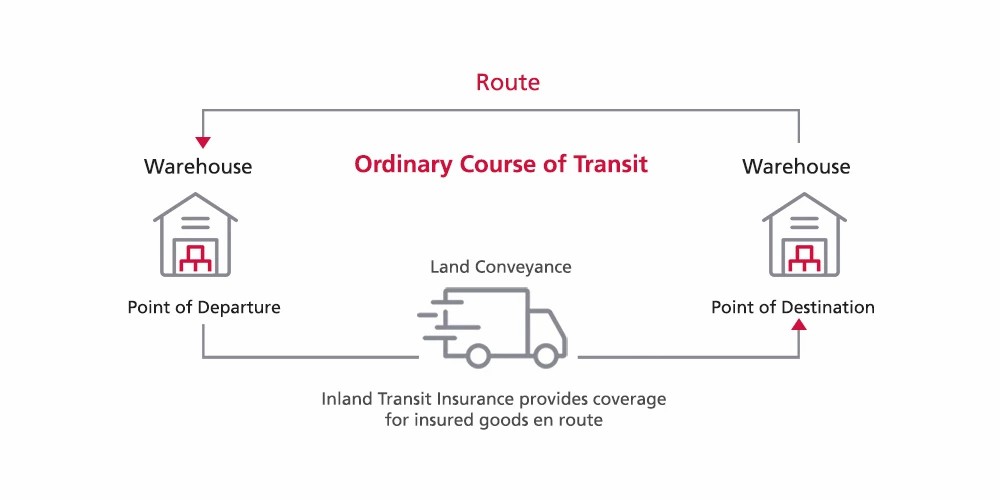 Route
Warehouse
Ordinary Course of Transit
Warehouse
Land Conveyance
Point of Departure
Point of Destination
Inland Transit Insurance provides coverage
for insured goods en route